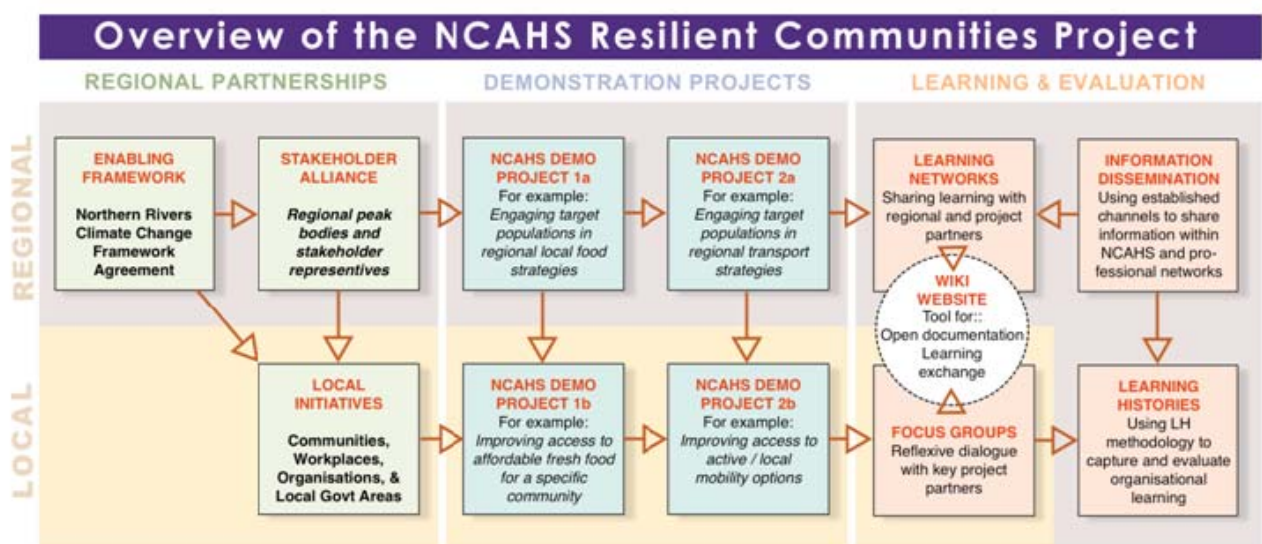 Overview of the NCAHS Resilient Communities Project
REGIONAL PARTNERSHIPS
DEMONSTRATION PROJECTS
LEARNING & EVALUATION
REGIONAL
ENABLING
FRAMEWORK
Northern Rivers
Climate Change
Framework
Agreement
STAKEHOLDER
ALLIANCE
Regional peak
bodies and
stakeholder
representives
NCAHS DEMO
PROJECT 1a
For example:
Engaging target
populations in
regional local food
strategies
NCAHS DEMO
PROJECT 2a
For example:
Engaging target
populations in
regional transport
strategies
LEARNING
NETWORKS
Sharing learning with
regional and project
partners
INFORMATION
DISSEMINATION
Using established
channels to share
information within
NCAHS and pro-
fessional networks
WIKI
WEBSITE
Tool for::
Open documentation
Learning
exchange
LOCAL
LOCAL
INITIATIVES
Communities,
Workplaces,
Organisations, &
Local Govt Areas
NCAHS DEMO
PROJECT 1b
For example:
Improving access to
affordable fresh food
for a specific
community
NCAHS DEMO
PROJECT 2b
For example:
Improving access to
active / local
mobility options
FOCUS GROUPS
Reflexive dialogue
with key project
partners
LEARNING
HISTORIES
Using LH
methodology to
capture and evaluate
organisational
learning